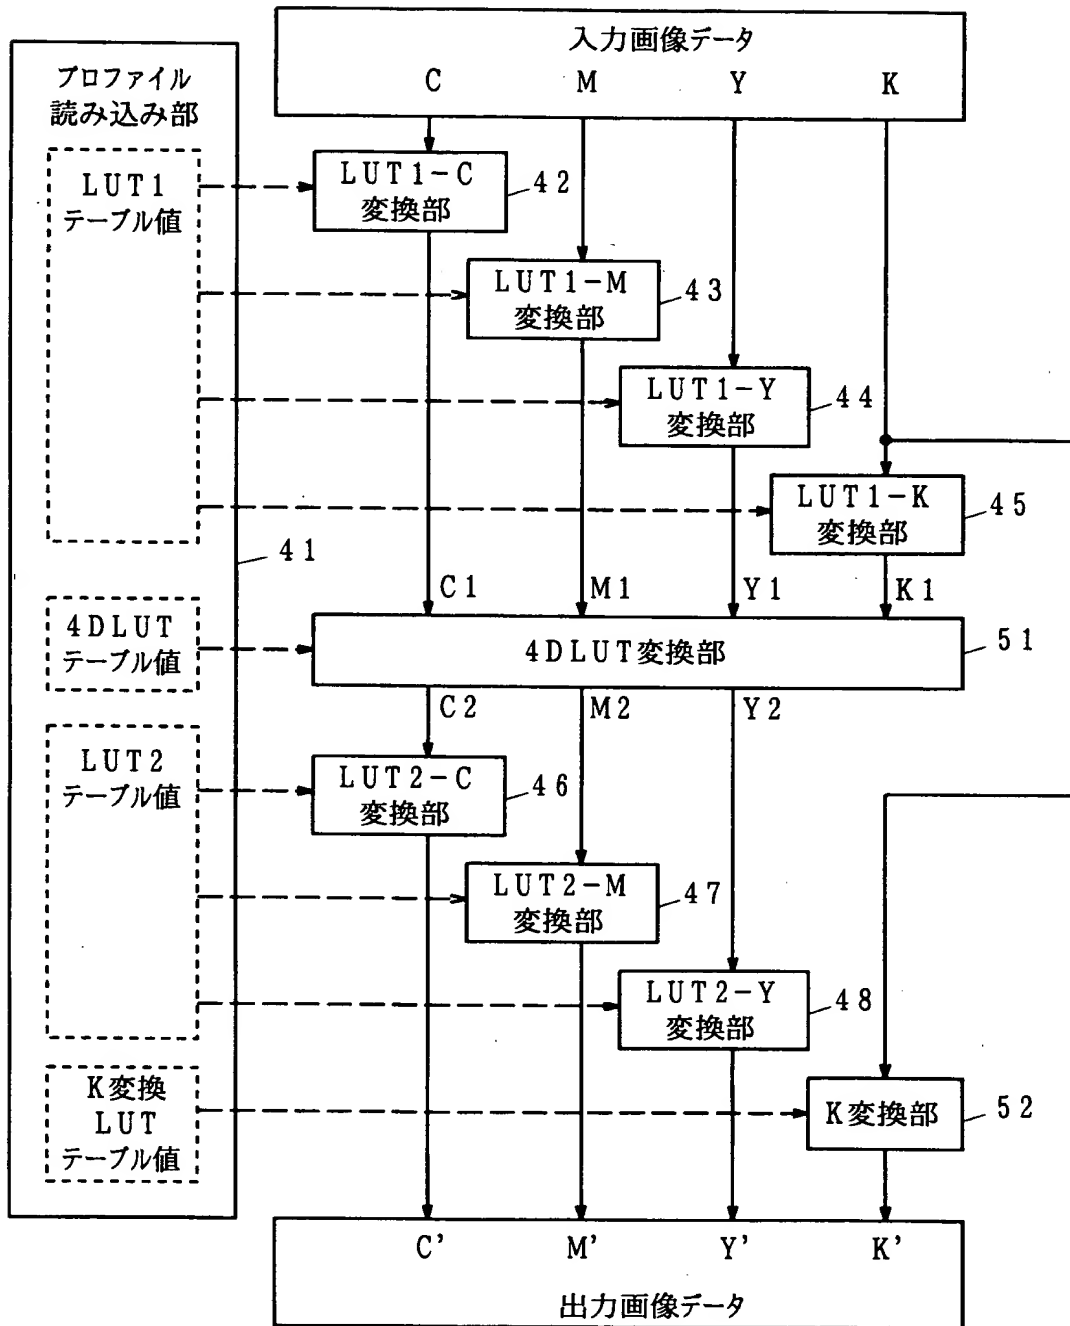 入力画像データ
C M Y K
プロファイル
読み込み部
LUT1
テーブル値
LUT1-C
変換部
42
LUT1-M
変換部
43
LUT1-Y
変換部
44
LUT1-K
変換部
45
41
C1 M1 Y1 K1
4DLUT
テーブル値
4DLUT変換部
51
C2 M2 Y2
LUT2
テーブル値
LUT2-C
変換部
46
LUT2-M
変換部
47
LUT2-Y
変換部
48
K変換
LUT
テーブル値
K変換部
52
C' M' Y' K'
出力画像データ